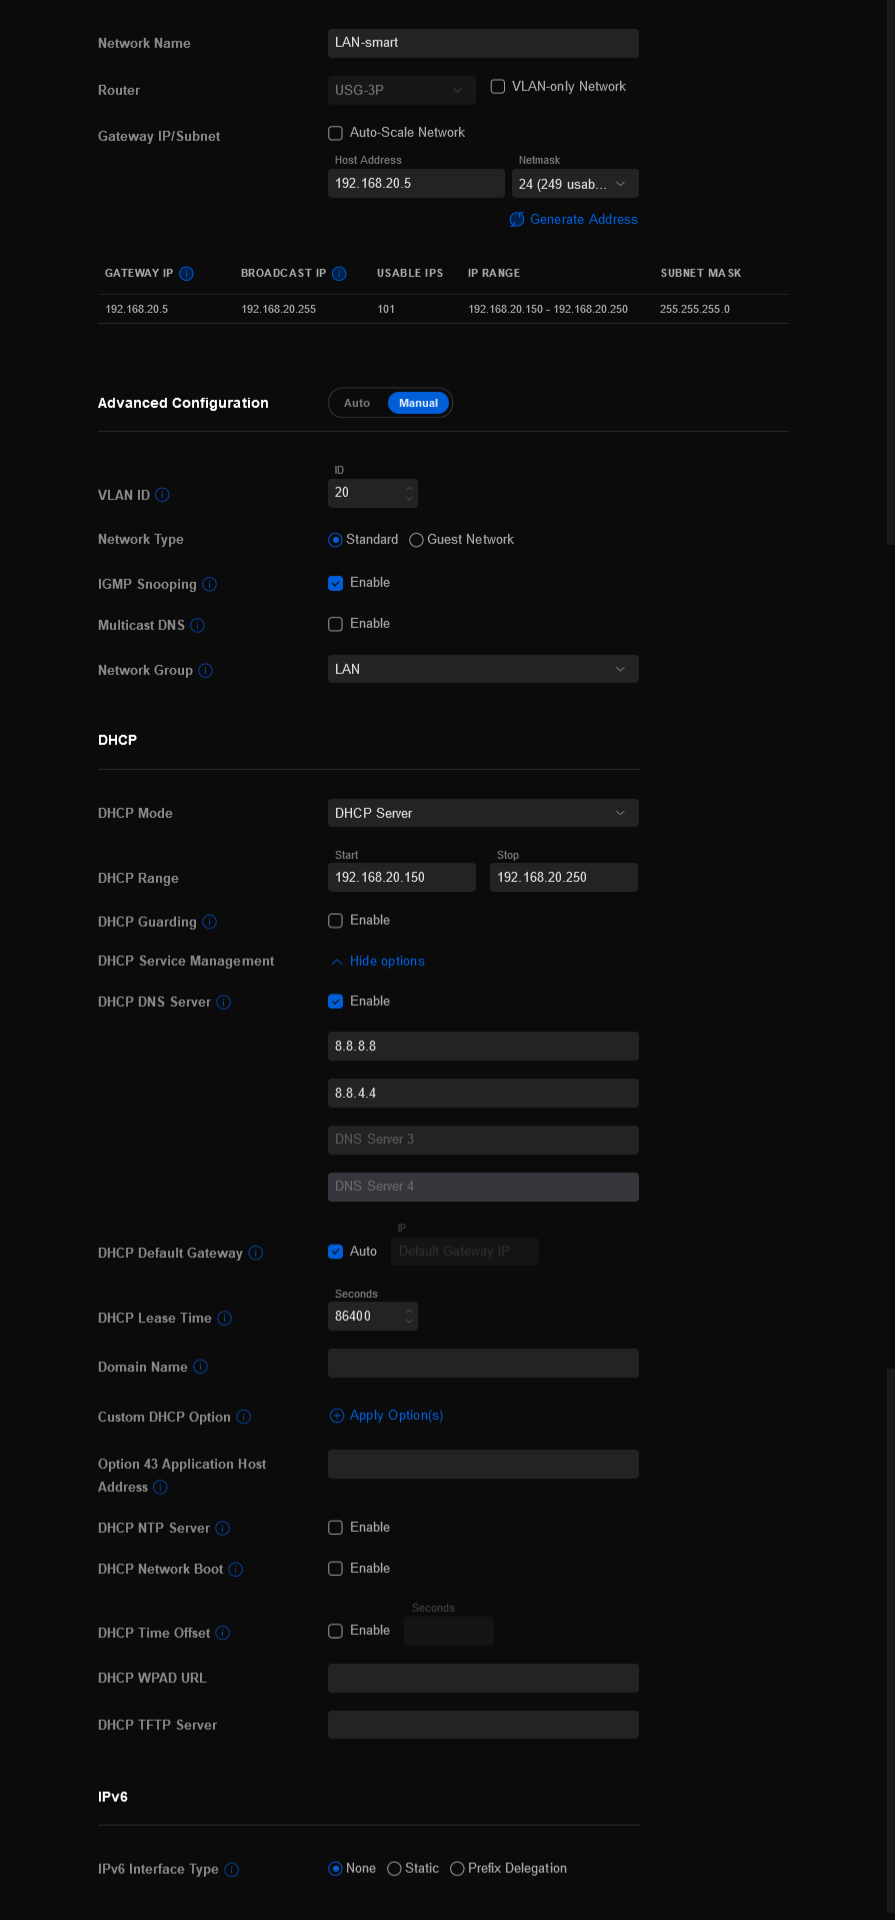 Network Name LAN-smart
Router USG-3P VLAN-only Network
Gateway IP/Subnet Auto-Scale Network
Host Address Netmask
192.168.20.5 24 (249 usab...
Generate Address
GATEWAY IP BROADCAST IP USABLE IPS IP RANGE SUBNET MASK
192.168.20.5 192.168.20.255 101 192.168.20.150 - 192.168.20.250 255.255.255.0
Advanced Configuration Auto Manual
ID
VLAN ID 20
Network Type Standard Guest Network
IGMP Snooping Enable
Multicast DNS Enable
Network Group LAN
DHCP
DHCP Mode DHCP Server
Start Stop
DHCP Range 192.168.20.150 192.168.20.250
DHCP Guarding Enable
DHCP Service Management Hide options
DHCP DNS Server Enable
8.8.8.8
8.8.4.4
DNS Server 3
DNS Server 4
IP
DHCP Default Gateway Auto Default Gateway IP
Seconds
DHCP Lease Time 86400
Domain Name
Custom DHCP Option Apply Option(s)
Option 43 Application Host
Address
DHCP NTP Server Enable
DHCP Network Boot Enable
Seconds
DHCP Time Offset Enable
DHCP WPAD URL
DHCP TFTP Server
IPv6
IPv6 Interface Type None Static Prefix Delegation